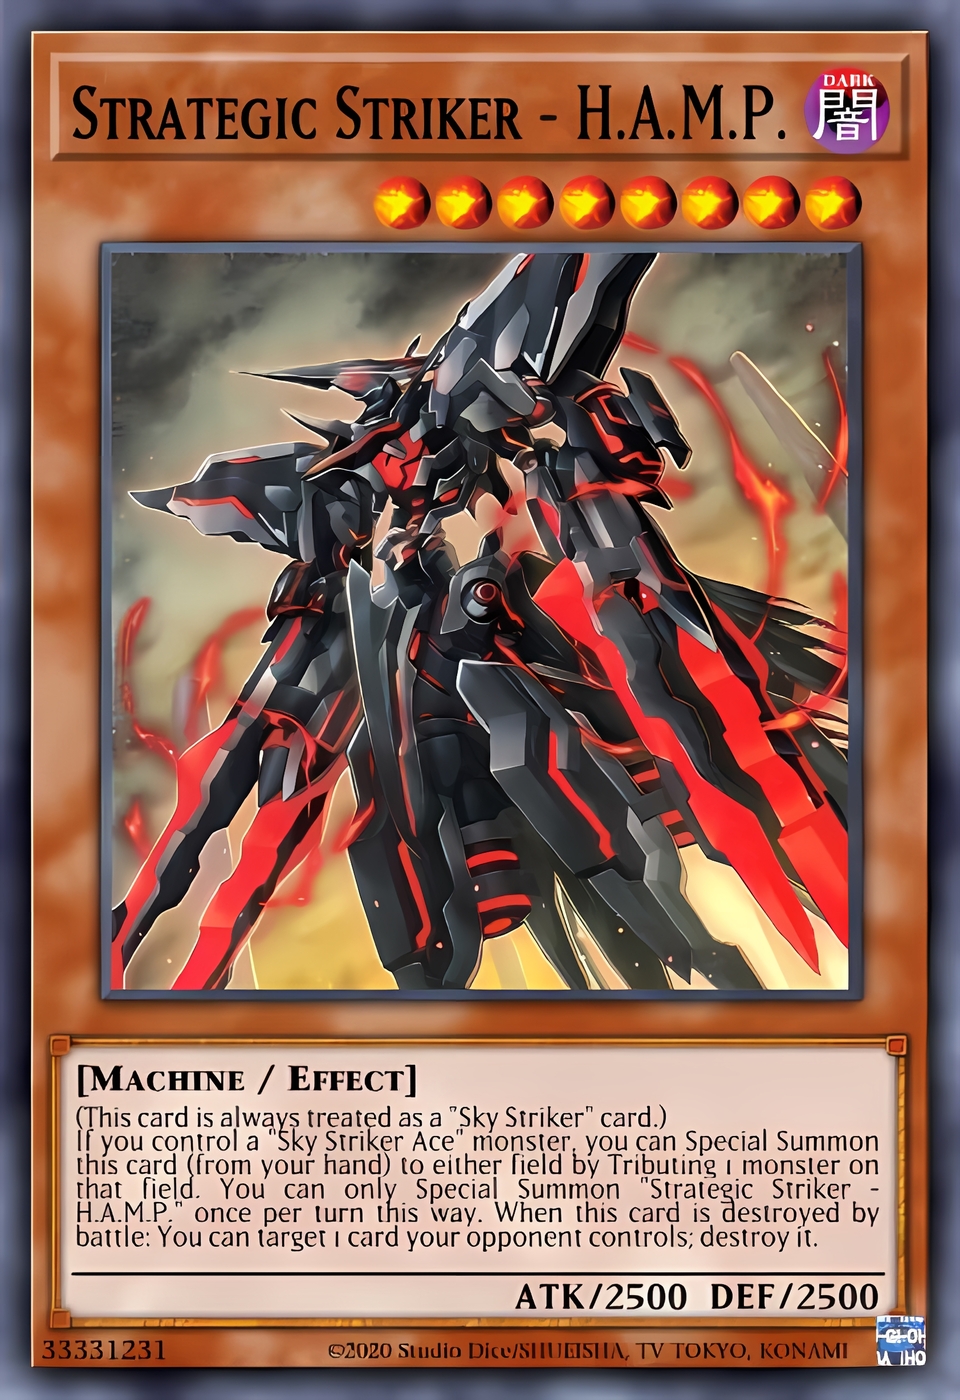 STRATEGIC STRIKER - H.A.M.P.
DARK
闇
[MACHINE / EFFECT]
(This card is always treated as a "Sky Striker" card.)
If you control a "Sky Striker Ace" monster, you can Special Summon
this card (from your hand) to either field by Tributing 1 monster on
that field. You can only Special Summon "Strategic Striker -
H.A.M.P." once per turn this way. When this card is destroyed by
battle: You can target 1 card your opponent controls; destroy it.
ATK/2500 DEF/2500
33331231
©2020 Studio Dice/SHUEISHA, TV TOKYO, KONAMI